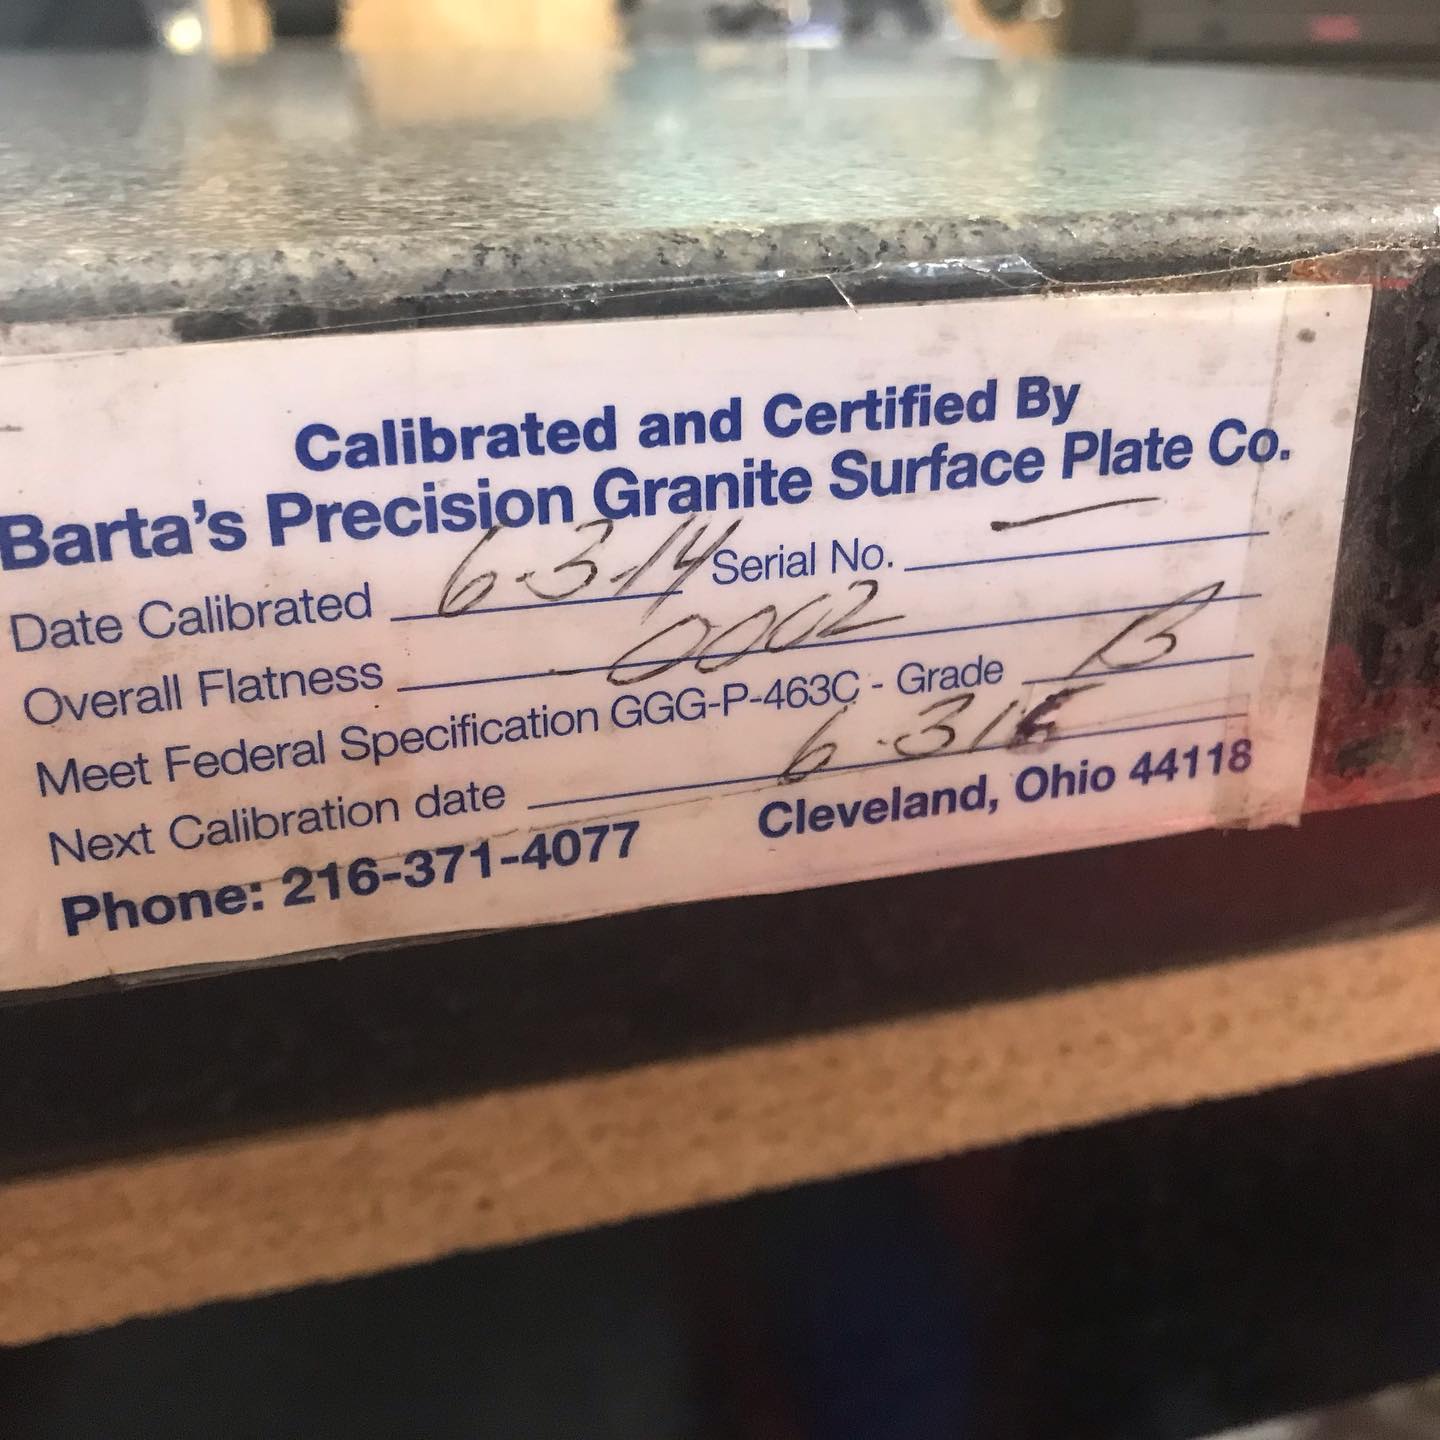 Calibrated and Certified By
Barta's Precision Granite Surface Plate Co.
Date Calibrated 6-3-14 Serial No. —
Overall Flatness .0002
Meet Federal Specification GGG-P-463C - Grade B
Next Calibration date 6-3-1
Phone: 216-371-4077 Cleveland, Ohio 44118